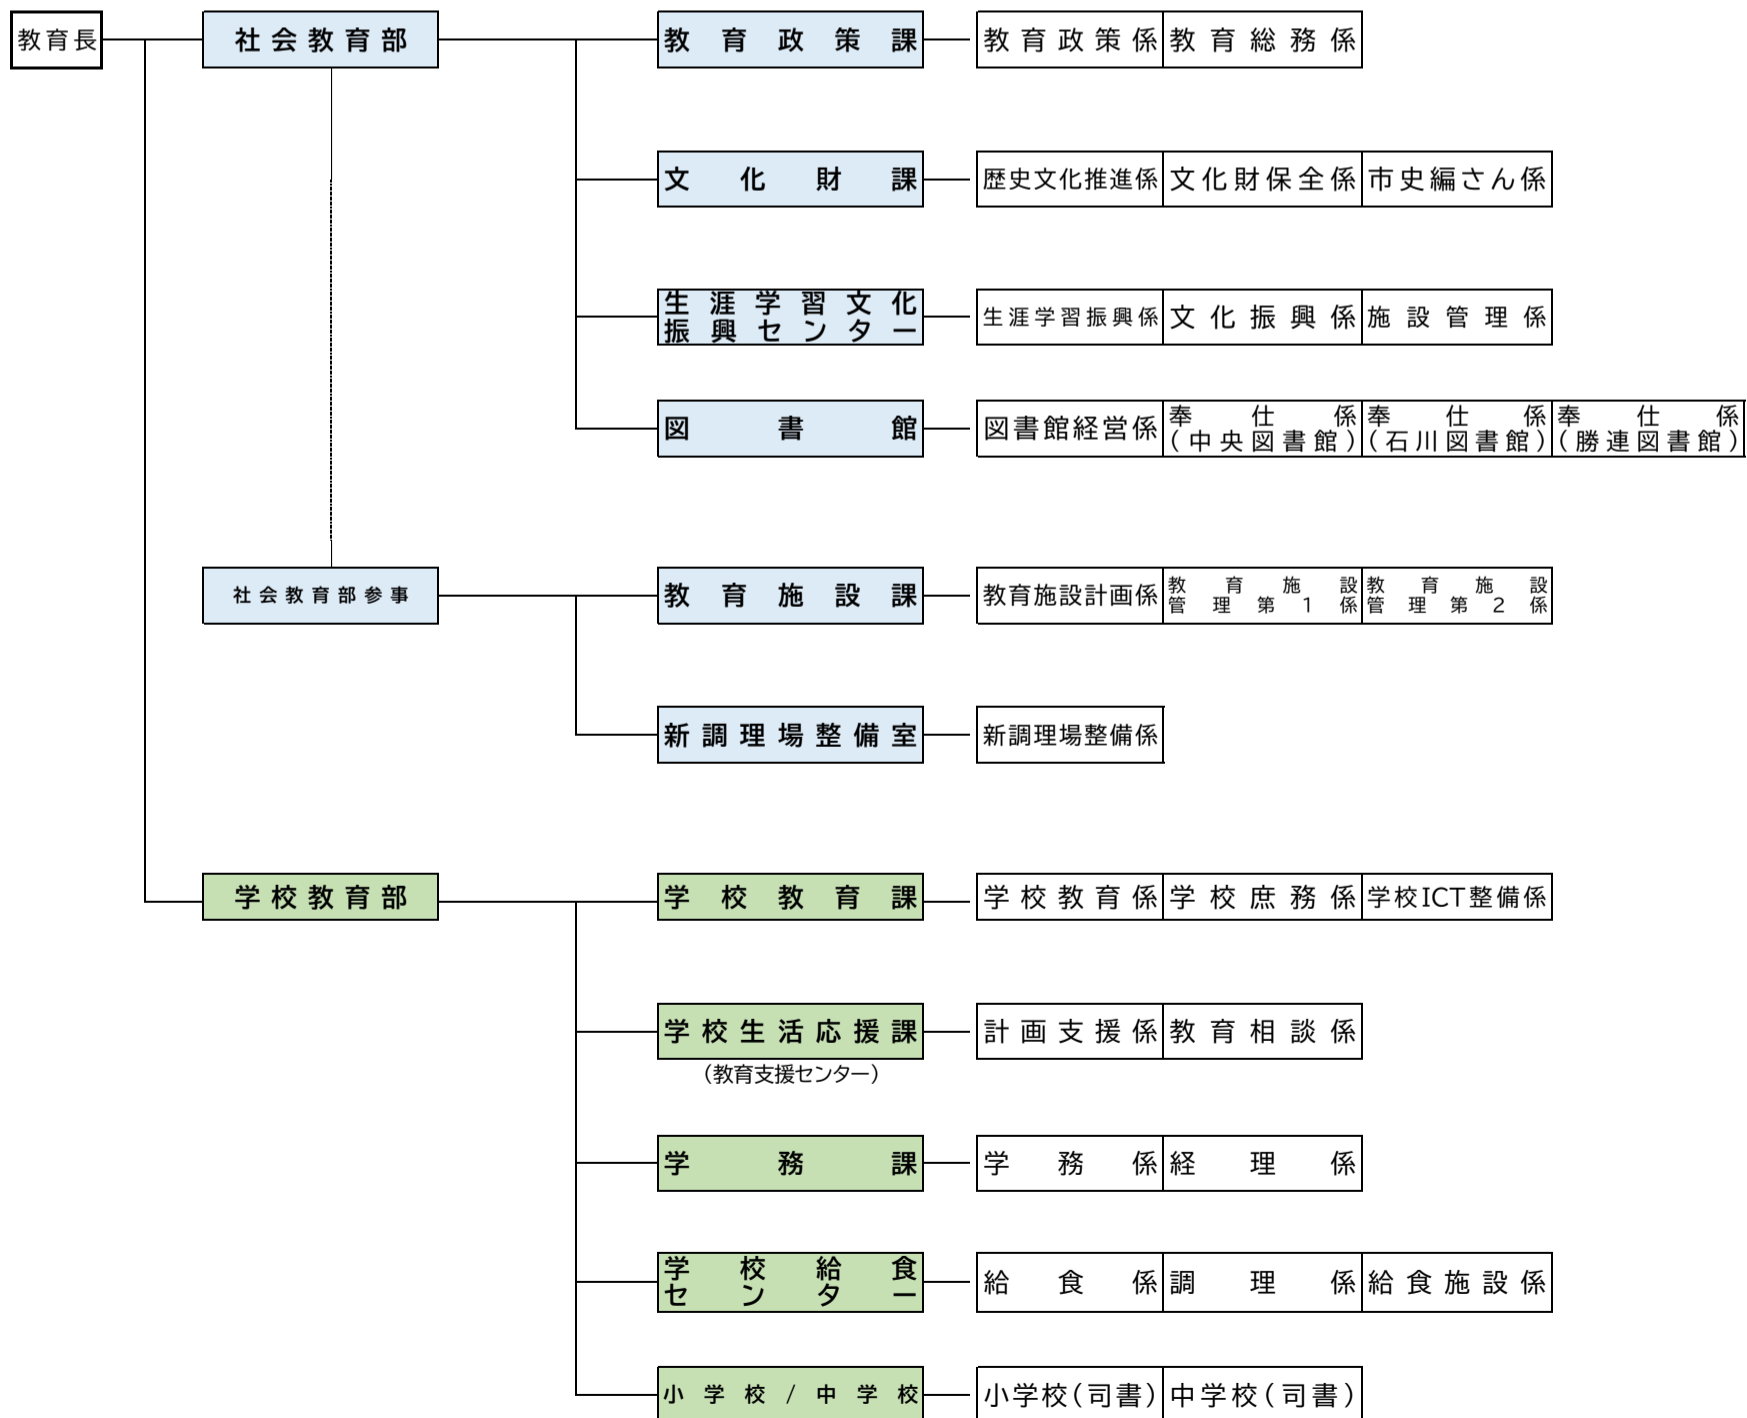 教育長 社会教育部 教育政策課 教育政策係 教育総務係
文化財課 歴史文化推進係 文化財保全係 市史編さん係
生涯学習文化
振興センター
生涯学習振興係 文化振興係 施設管理係
図書館 図書館経営係
奉仕係
(中央図書館)
奉仕係
(石川図書館)
奉仕係
(勝連図書館)
社会教育部参事 教育施設課 教育施設計画係
教育施設
管理第1係
教育施設
管理第2係
新調理場整備室 新調理場整備係
学校教育部 学校教育課 学校教育係 学校庶務係 学校ICT整備係
学校生活応援課 計画支援係 教育相談係
(教育支援センター)
学務課 学務係 経理係
学校給食
センター
給食係 調理係 給食施設係
小学校/中学校 小学校(司書) 中学校(司書)